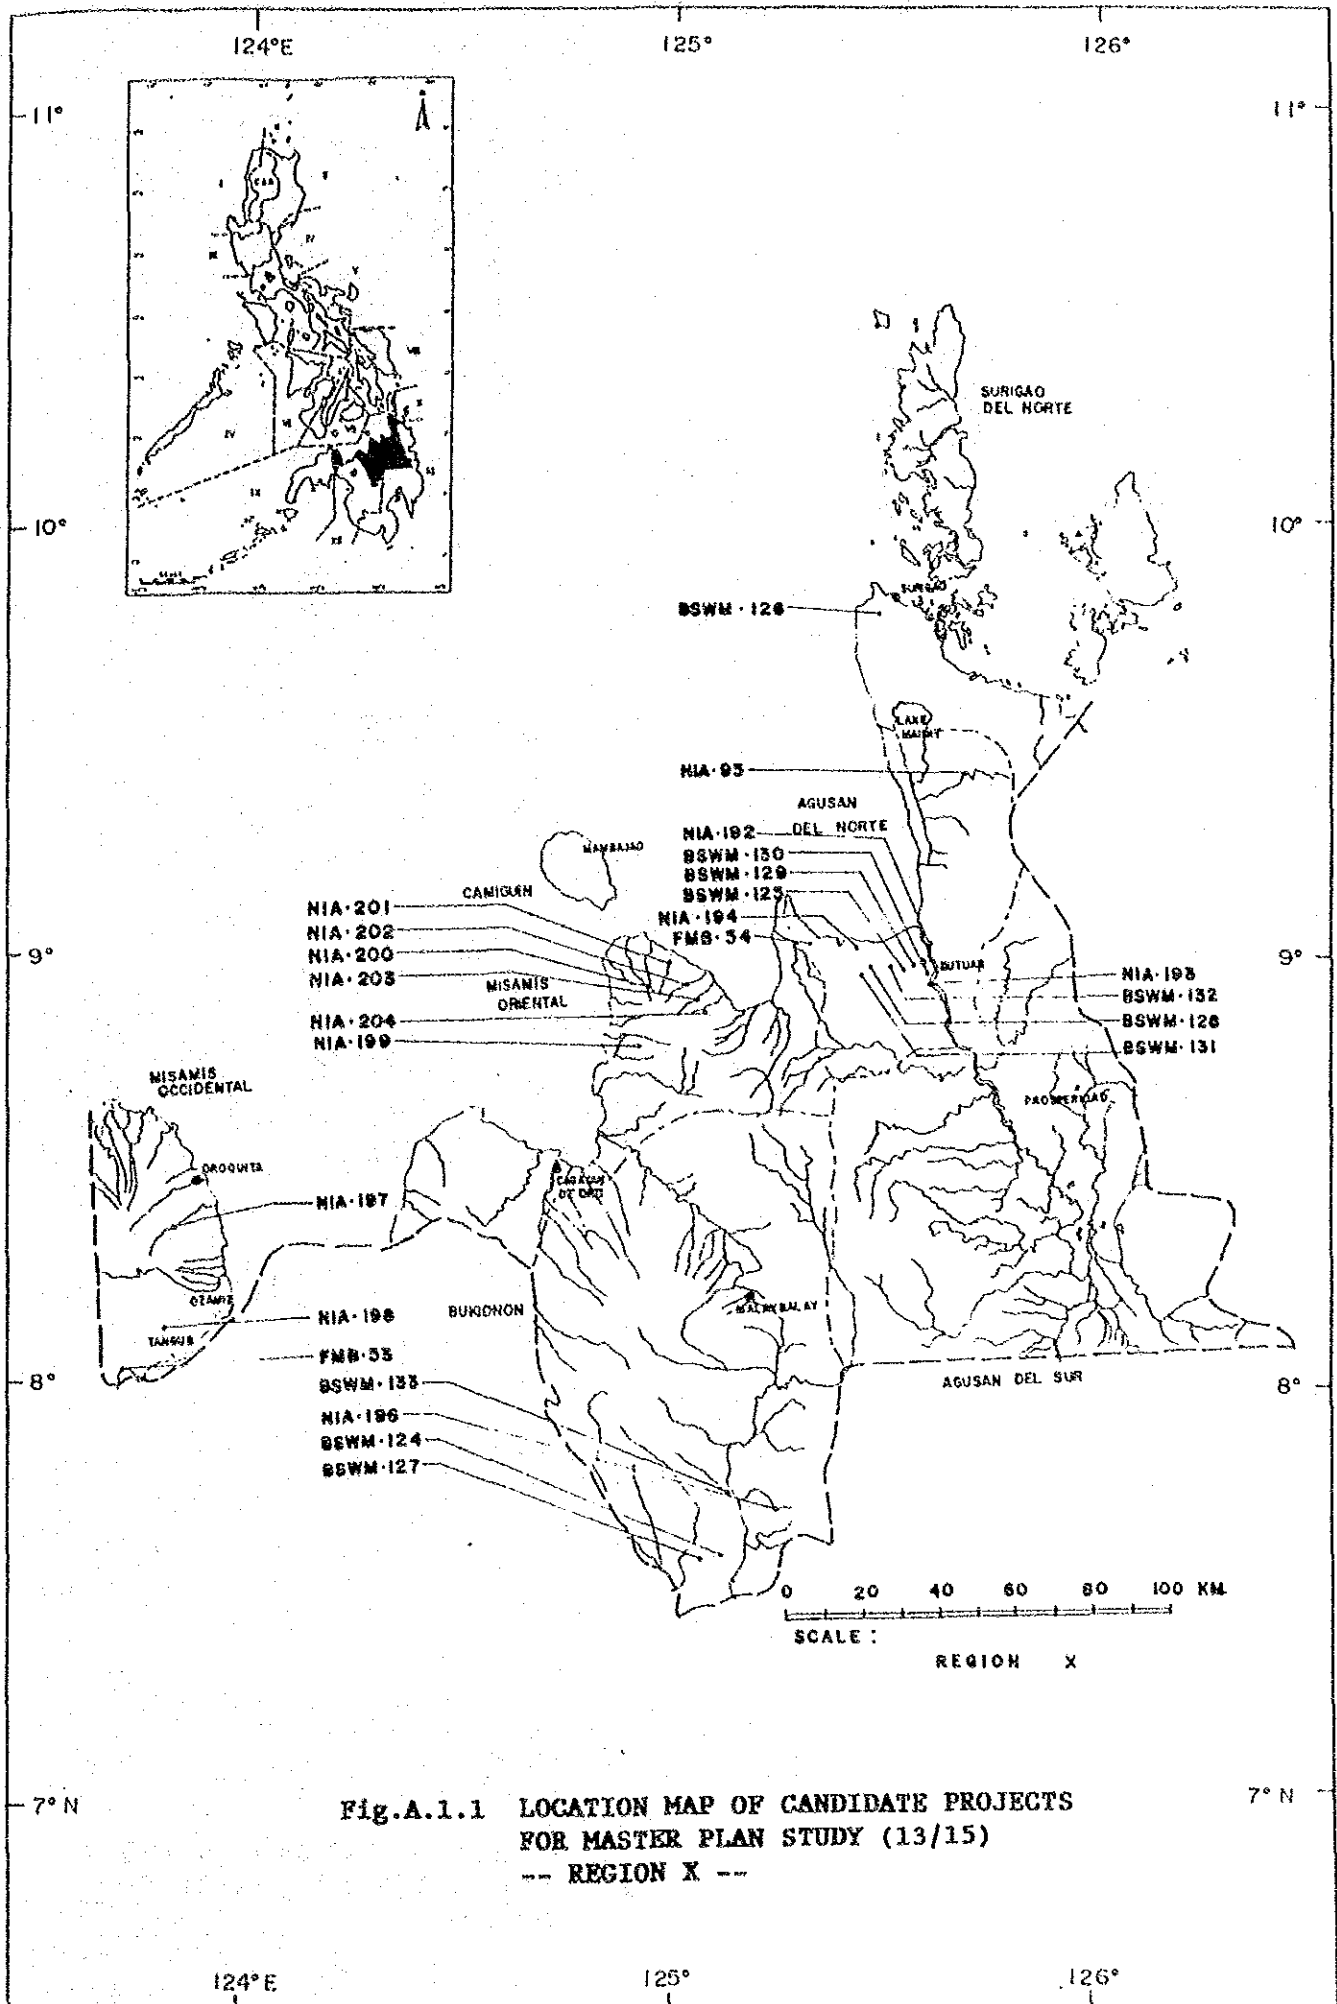 124°E 125° 126°
11° 11°
10° 10°
SURIGAO
DEL NORTE
SURIGAO
BSWM·126
LAKE
MAINIT
NIA·95
AGUSAN
DEL NORTE
NIA·192
BSWM·130
BSWM·129
BSWM·125
NIA·194
FMB·54
MAMBAJAO
CAMIGUIN
NIA·201
NIA·202
NIA·200
NIA·203
MISAMIS
ORIENTAL
NIA·204
NIA·199
9° 9°
BUTUAN
NIA·193
BSWM·132
BSWM·128
BSWM·131
MISAMIS
OCCIDENTAL
PROSPERIDAD
OROQUITA
CAGAYAN
DE ORO
NIA·197
OZAMIZ
BUKIDNON
MALAYBALAY
NIA·198
TANGUB
FMB·53
8° 8°
AGUSAN DEL SUR
BSWM·133
NIA·196
BSWM·124
BSWM·127
0 20 40 60 80 100 KM.
SCALE :
REGION X
7° N 7° N
Fig.A.1.1 LOCATION MAP OF CANDIDATE PROJECTS
FOR MASTER PLAN STUDY (13/15)
-- REGION X --
124°E 125° 126°